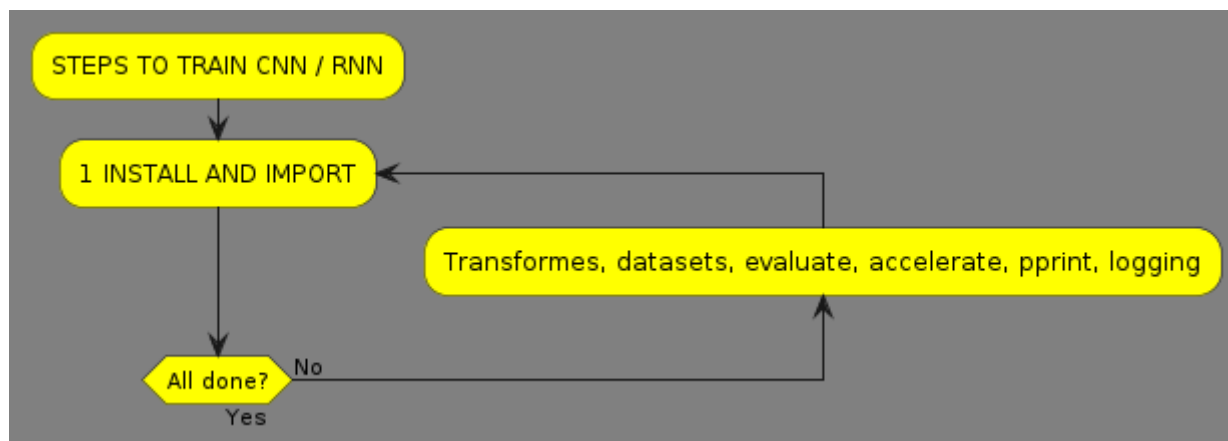 STEPS TO TRAIN CNN / RNN
1 INSTALL AND IMPORT
Transformes, datasets, evaluate, accelerate, pprint, logging
All done?
No
Yes